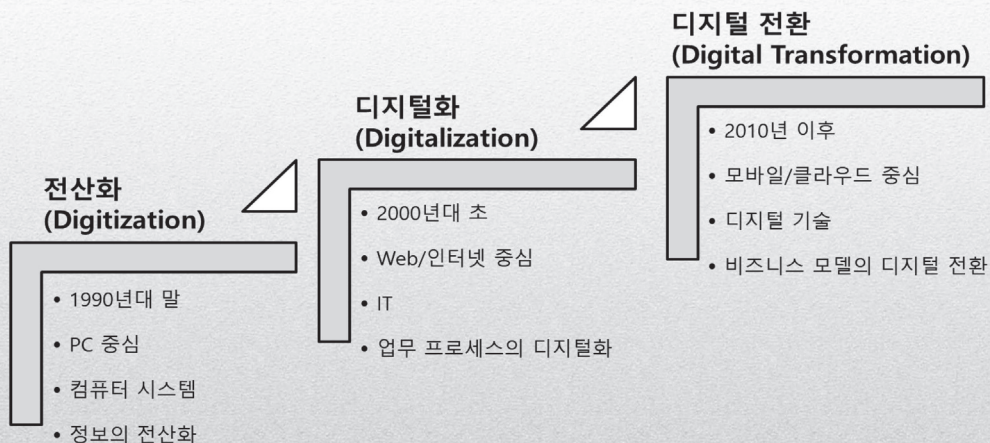 전산화
(Digitization)
• 1990년대 말
• PC 중심
• 컴퓨터 시스템
• 정보의 전산화
디지털화
(Digitalization)
• 2000년대 초
• Web/인터넷 중심
• IT
• 업무 프로세스의 디지털화
디지털 전환
(Digital Transformation)
• 2010년 이후
• 모바일/클라우드 중심
• 디지털 기술
• 비즈니스 모델의 디지털 전환